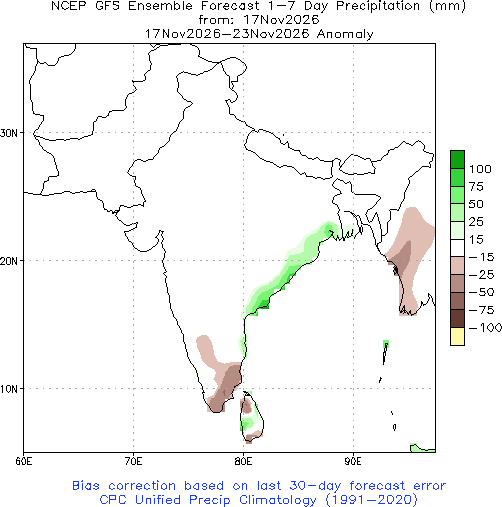 NCEP GFS Ensemble Forecast 1-7 Day Precipitation (mm)
from: 17Nov2026
17Nov2026-23Nov2026 Anomaly
30N
20N
10N
60E
70E
80E
90E
100
75
50
25
15
-15
-25
-50
-75
-100
Bias correction based on last 30-day forecast error
CPC Unified Precip Climatology (1991-2020)